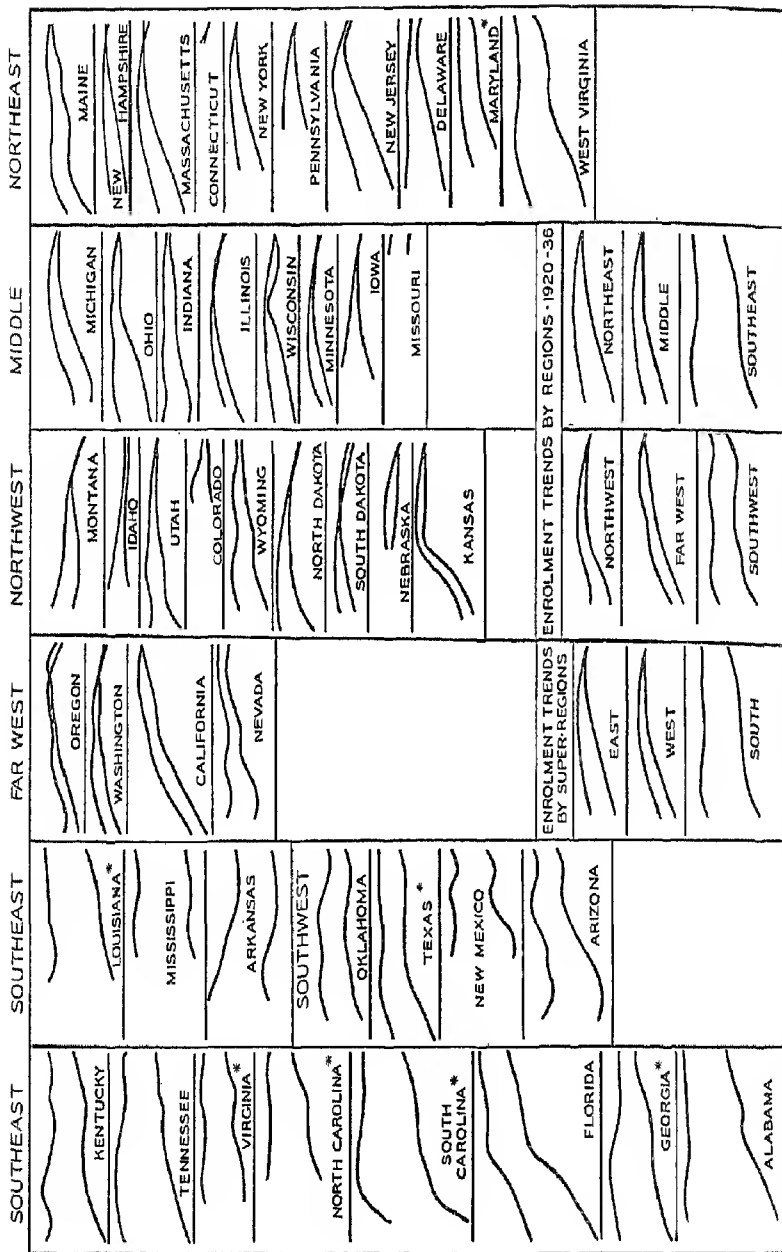 SOUTHEAST
KENTUCKY
TENNESSEE
VIRGINIA*
NORTH CAROLINA*
SOUTH
CAROLINA*
FLORIDA
GEORGIA*
ALABAMA
SOUTHEAST
LOUISIANA*
MISSISSIPPI
ARKANSAS
SOUTHWEST
OKLAHOMA
TEXAS*
NEW MEXICO
ARIZONA
FAR WEST
OREGON
WASHINGTON
CALIFORNIA
NEVADA
NORTHWEST
MONTANA
IDAHO
UTAH
COLORADO
WYOMING
NORTH DAKOTA
SOUTH DAKOTA
NEBRASKA
KANSAS
MIDDLE
MICHIGAN
OHIO
INDIANA
ILLINOIS
WISCONSIN
MINNESOTA
IOWA
MISSOURI
NORTHEAST
MAINE
NEW
HAMPSHIRE
MASSACHUSETTS
CONNECTICUT
NEW YORK
PENNSYLVANIA
NEW JERSEY
DELAWARE
MARYLAND*
WEST VIRGINIA
ENROLMENT TRENDS
BY SUPER-REGIONS
EAST
WEST
SOUTH
ENROLMENT TRENDS BY REGIONS-1920-36
NORTHWEST
FAR WEST
SOUTHWEST
NORTHEAST
MIDDLE
SOUTHEAST